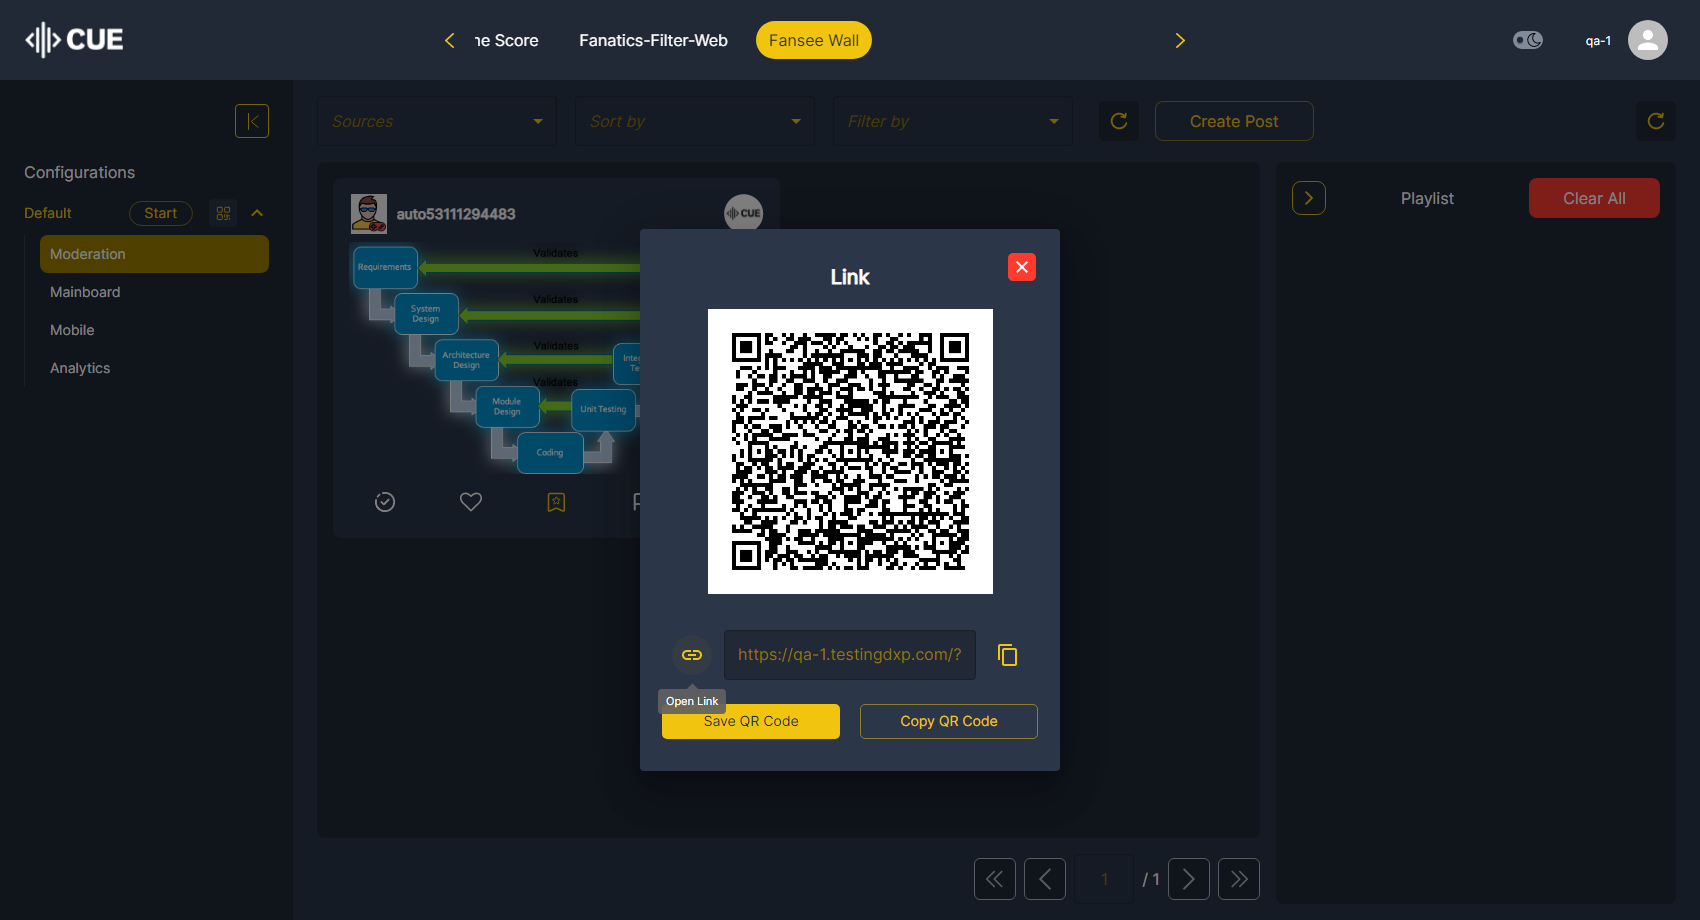 CUE
ne Score
Fanatics-Filter-Web
Fansee Wall
qa-1
Sources
Sort by
Filter by
Create Post
Configurations
Default
Start
Moderation
Mainboard
Mobile
Analytics
auto53111294483
CUE
Requirements
Validates
System
Design
Validates
Architecture
Design
Validates
Integ
Te
Module
Design
Validates
Unit Testing
Coding
Link
https://qa-1.testingdxp.com/?
Open Link
Save QR Code
Copy QR Code
Playlist
Clear All
1
/ 1